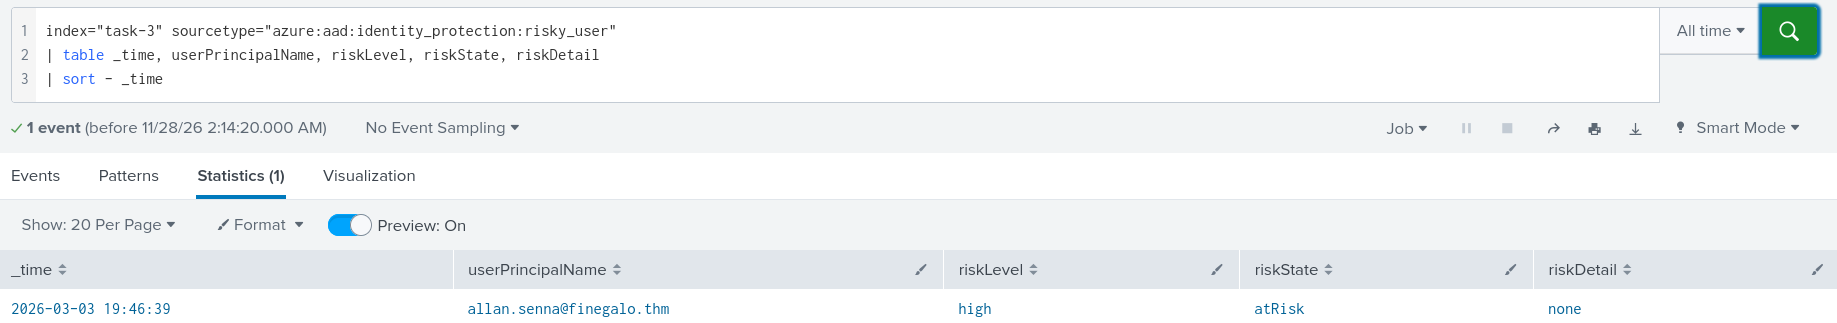 1 index="task-3" sourcetype="azure:aad:identity_protection:risky_user"
2 | table _time, userPrincipalName, riskLevel, riskState, riskDetail
3 | sort - _time
All time
1 event (before 11/28/26 2:14:20.000 AM) No Event Sampling Job Smart Mode
Events Patterns Statistics (1) Visualization
Show: 20 Per Page Format Preview: On
_time userPrincipalName riskLevel riskState riskDetail
2026-03-03 19:46:39 allan.senna@finegalo.thm high atRisk none